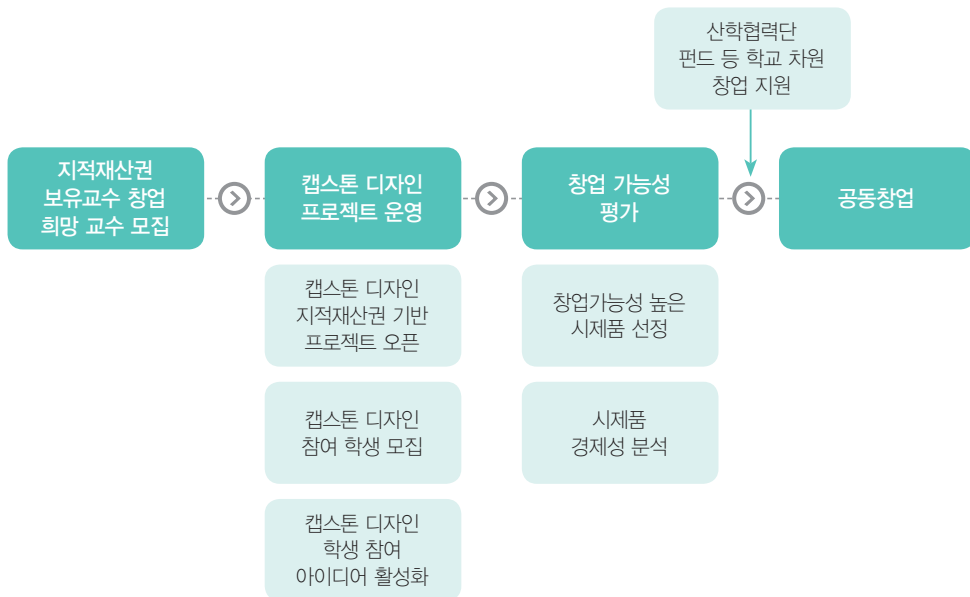 산학협력단
펀드 등 학교 차원
창업 지원
지적재산권
보유교수 창업
희망 교수 모집
캡스톤 디자인
프로젝트 운영
창업 가능성
평가
공동창업
캡스톤 디자인
지적재산권 기반
프로젝트 오픈
창업가능성 높은
시제품 선정
캡스톤 디자인
참여 학생 모집
시제품
경제성 분석
캡스톤 디자인
학생 참여
아이디어 활성화